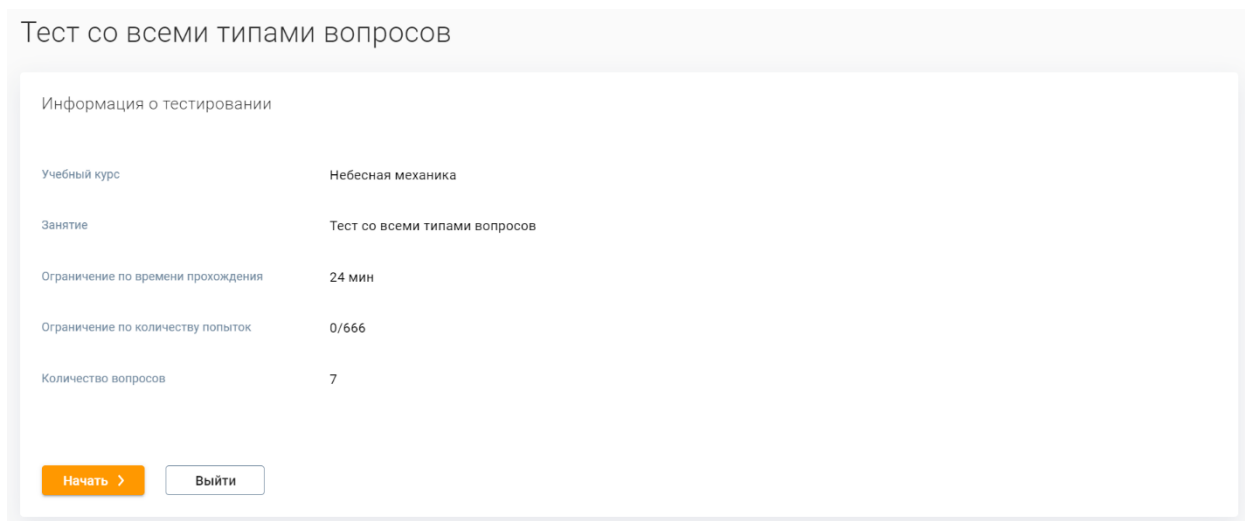 Тест со всеми типами вопросов
Информация о тестировании
Учебный курс Небесная механика
Занятие Тест со всеми типами вопросов
Ограничение по времени прохождения 24 мин
Ограничение по количеству попыток 0/666
Количество вопросов 7
Начать Выйти